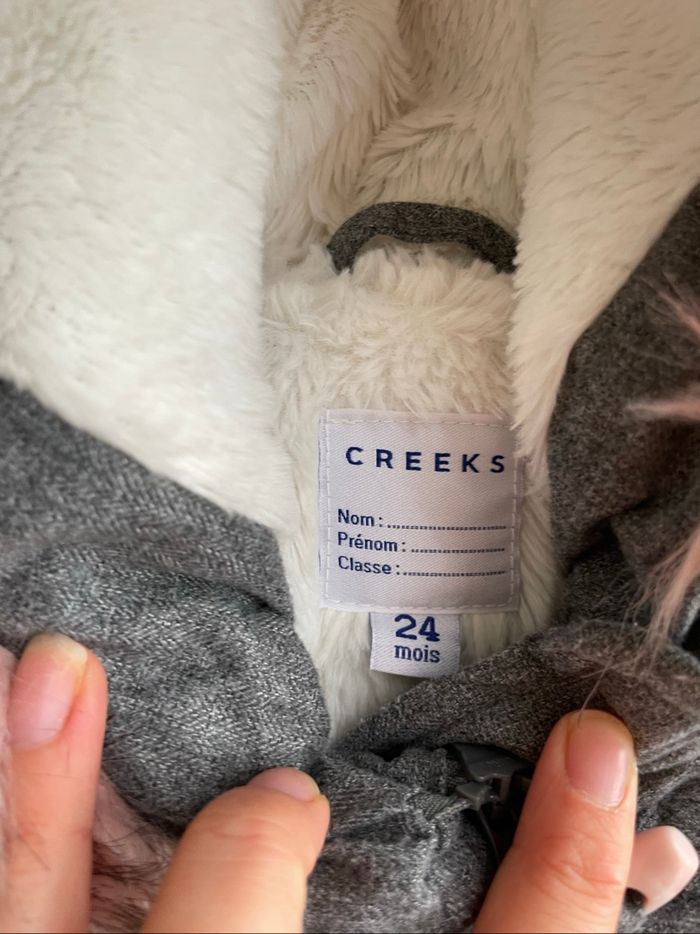 CREEKS
Nom : ........................
Prénom : ...................
Classe : .....................
24
mois